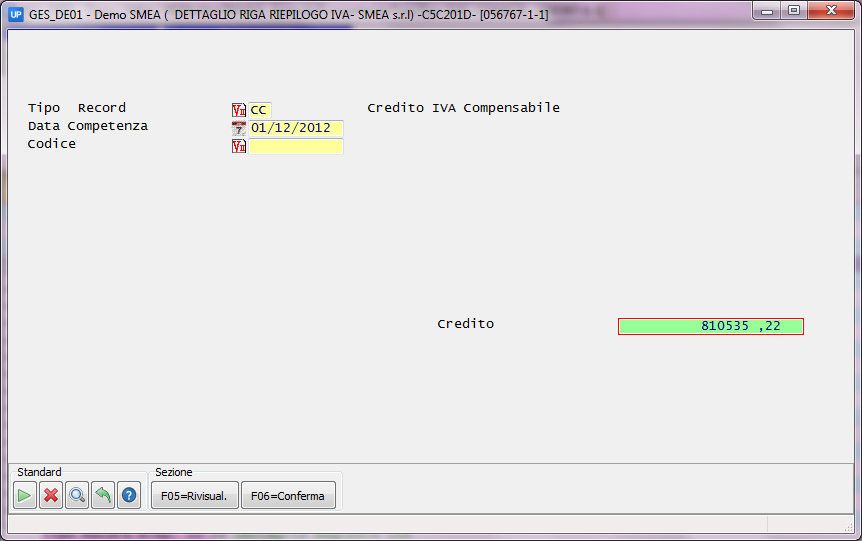 UP GES_DE01 - Demo SMEA ( DETTAGLIO RIGA RIEPILOGO IVA- SMEA s.r.l) -C5C201D- [056767-1-1]
Tipo Record CC Credito IVA Compensabile
Data Competenza 7 01/12/2012
Codice
Credito 810535 ,22
Standard Sezione
? F05=Rivisual. F06=Conferma